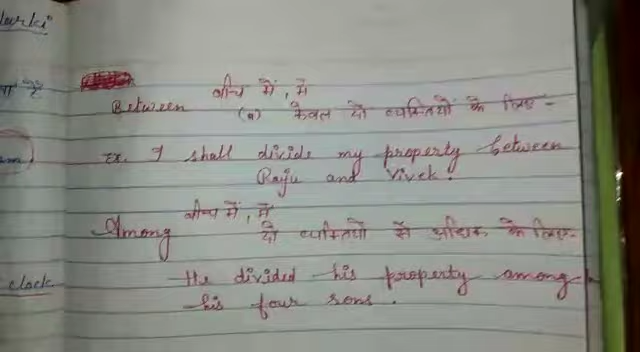 बीच में, में
Between (a) केवल दो व्यक्तियों के लिए -
Ex. I shall divide my property between
Raju and Vivek.
बीच में, में
Among दो व्यक्तियों से अधिक के लिए-
He divided his property among
his four sons.
clock